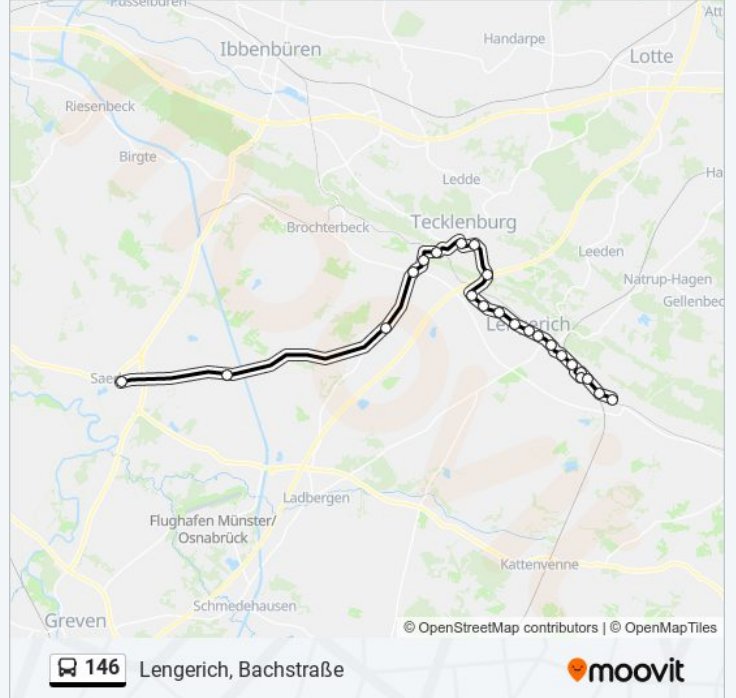 Ibbenbüren
Handarpe
Lotte
Riesenbeck
Birgte
Ledde
Brochterbeck
Tecklenburg
Leeden
Natrup-Hagen
Lengerich
Ladbergen
Flughafen Münster/
Osnabrück
Kattenvenne
Schmedehausen
Greven
© OpenStreetMap contributors | © OpenMapTiles
146 Lengerich, Bachstraße
moovit